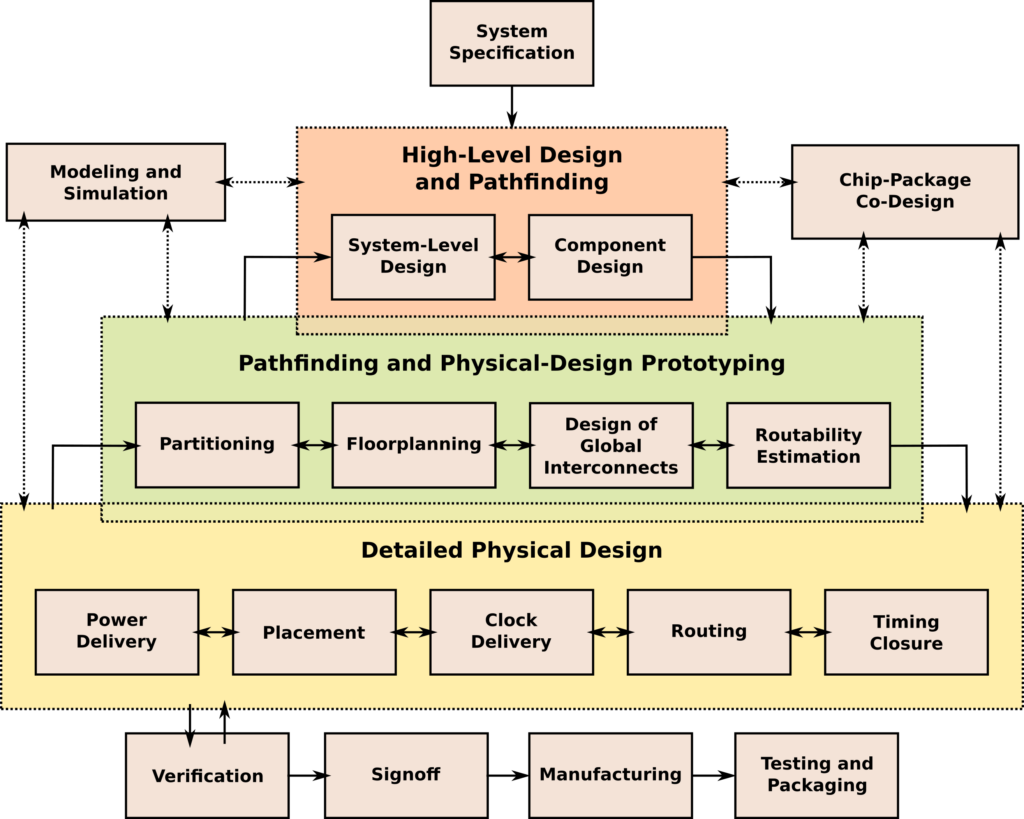 System
Specification
High-Level Design
and Pathfinding
Modeling and
Simulation
Chip-Package
Co-Design
System-Level
Design
Component
Design
Pathfinding and Physical-Design Prototyping
Partitioning
Floorplanning
Design of
Global
Interconnects
Routability
Estimation
Detailed Physical Design
Power
Delivery
Placement
Clock
Delivery
Routing
Timing
Closure
Verification
Signoff
Manufacturing
Testing and
Packaging